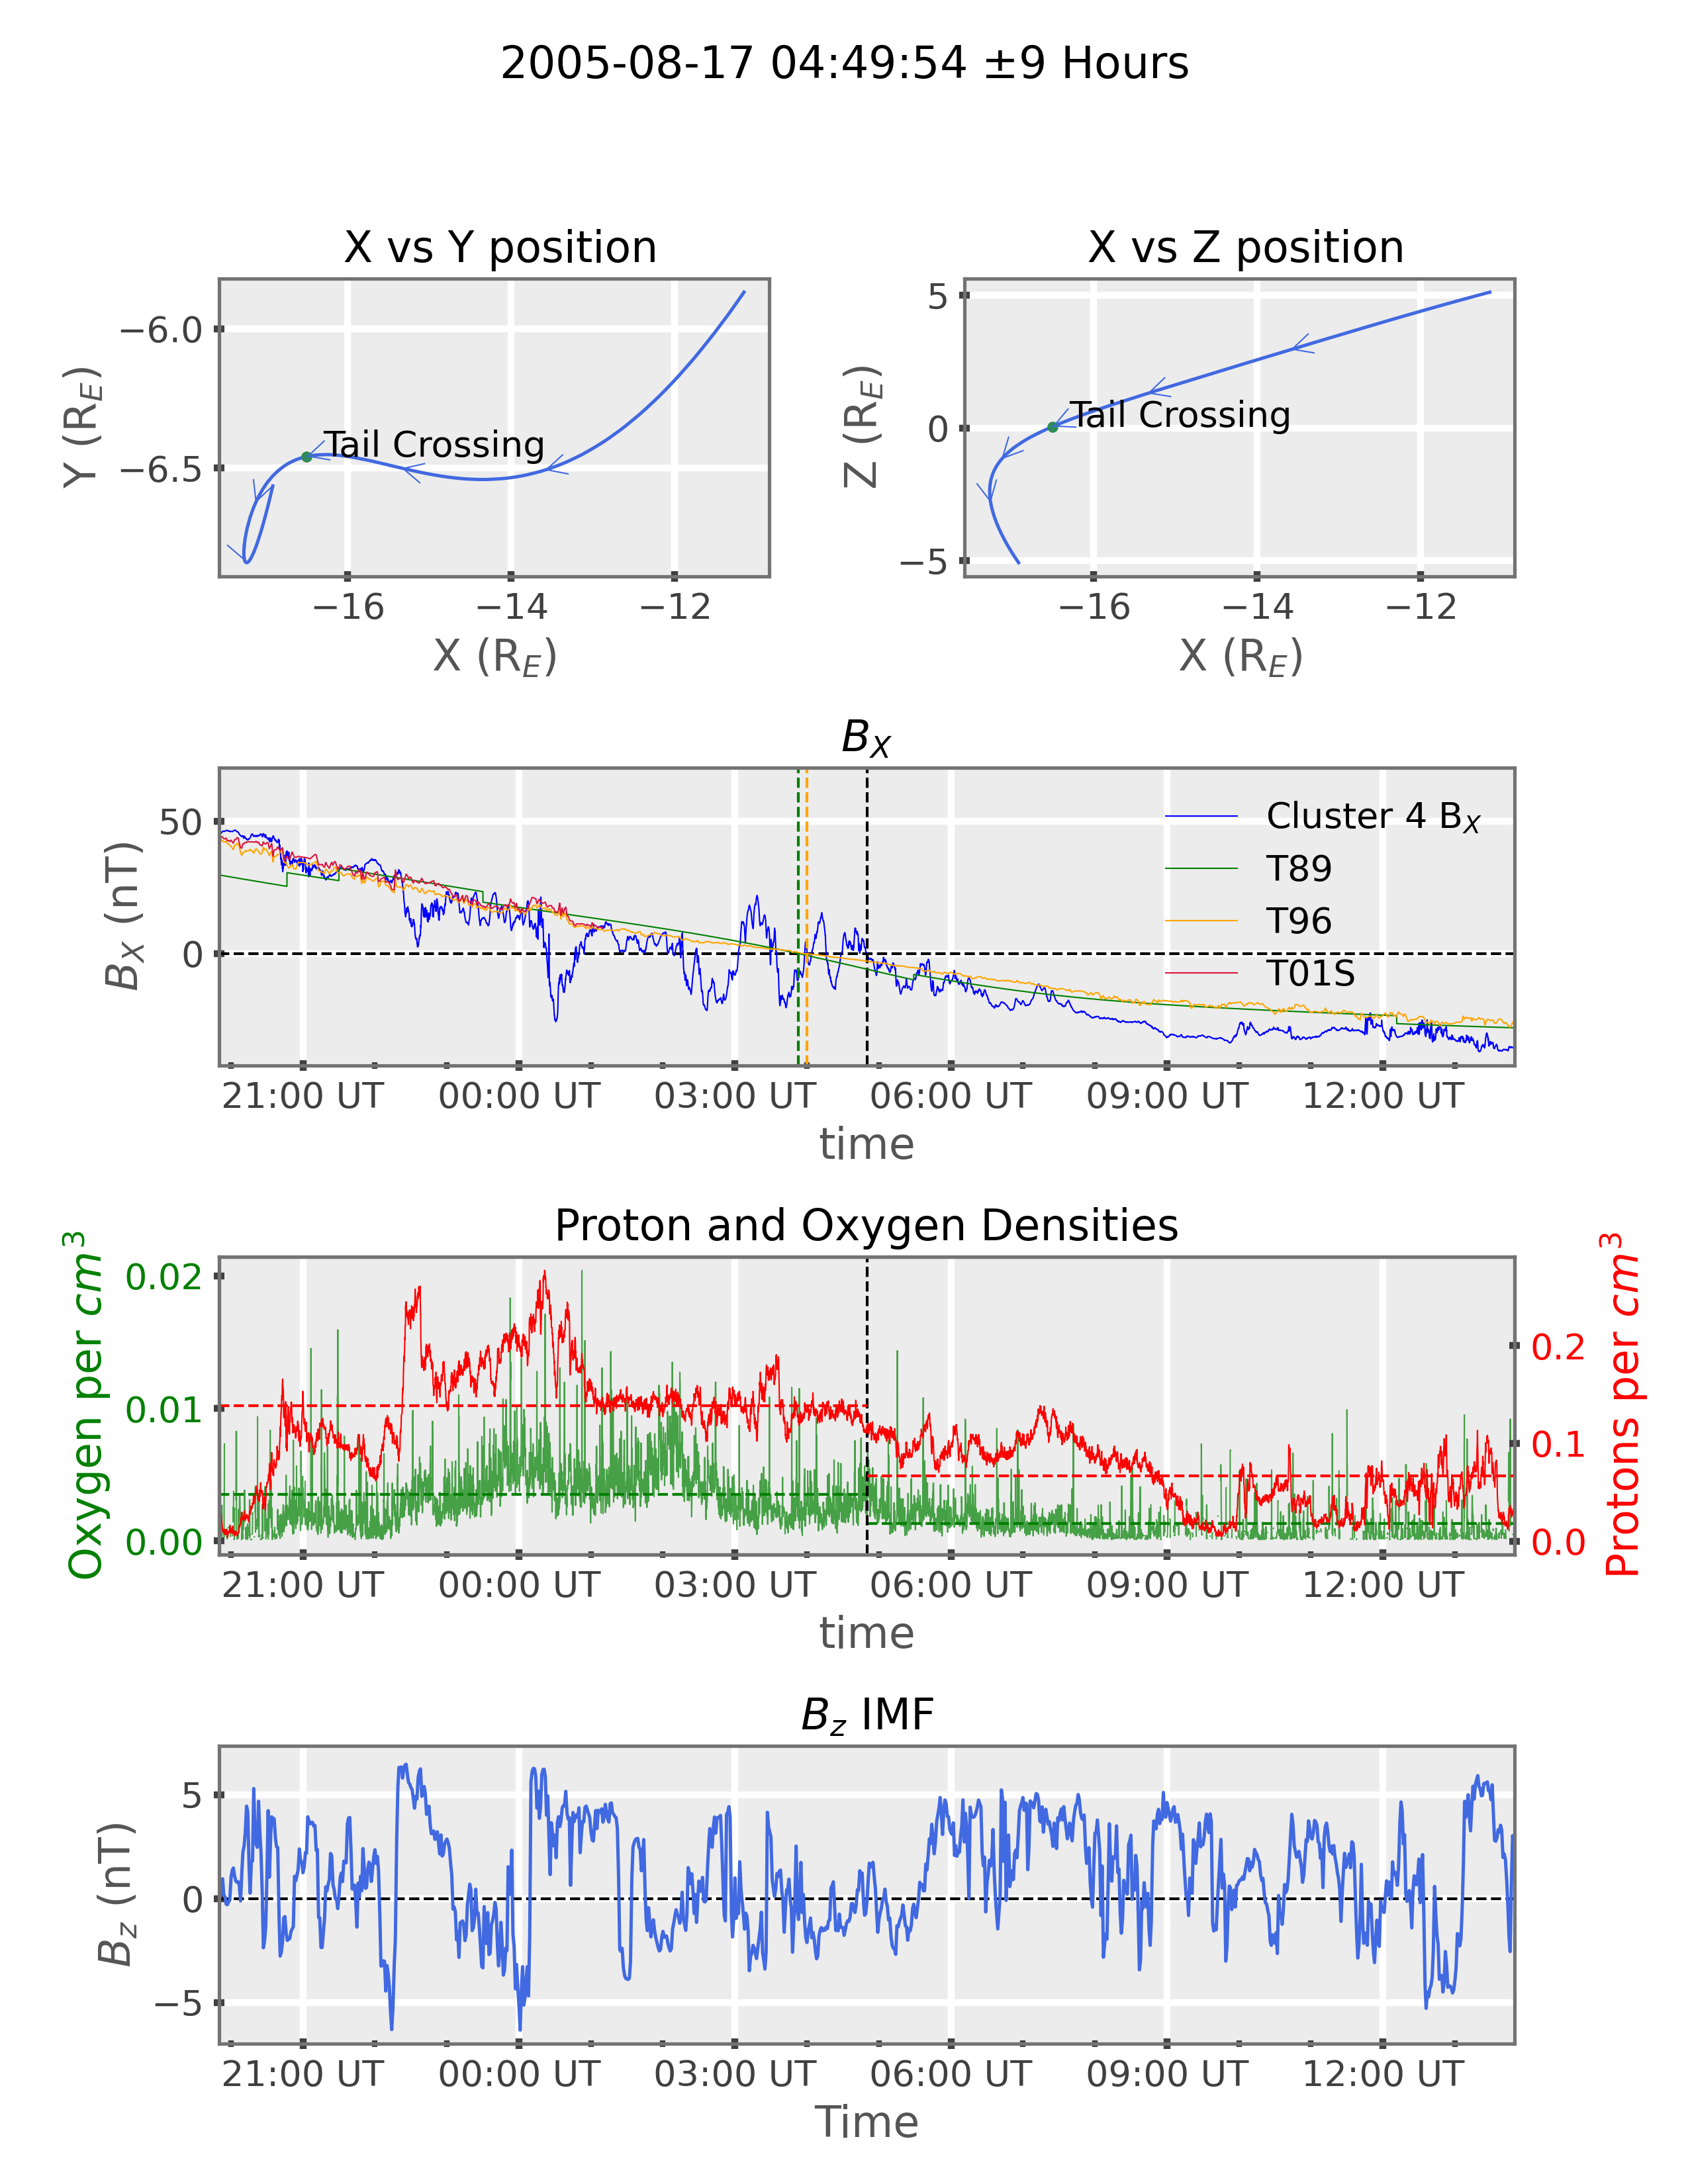 2005-08-17 04:49:54 ±9 Hours
X vs Y position
X vs Z position
−6.0
−6.5
Y (R_E)
Tail Crossing
−16 −14 −12
X (R_E)
5
0
−5
Z (R_E)
Tail Crossing
−16 −14 −12
X (R_E)
B_X
50
0
B_X (nT)
Cluster 4 B_X
T89
T96
T01S
21:00 UT 00:00 UT 03:00 UT 06:00 UT 09:00 UT 12:00 UT
time
Proton and Oxygen Densities
Oxygen per cm³
0.02
0.01
0.00
0.2
0.1
0.0
Protons per cm³
21:00 UT 00:00 UT 03:00 UT 06:00 UT 09:00 UT 12:00 UT
time
B_z IMF
5
0
−5
B_z (nT)
21:00 UT 00:00 UT 03:00 UT 06:00 UT 09:00 UT 12:00 UT
Time